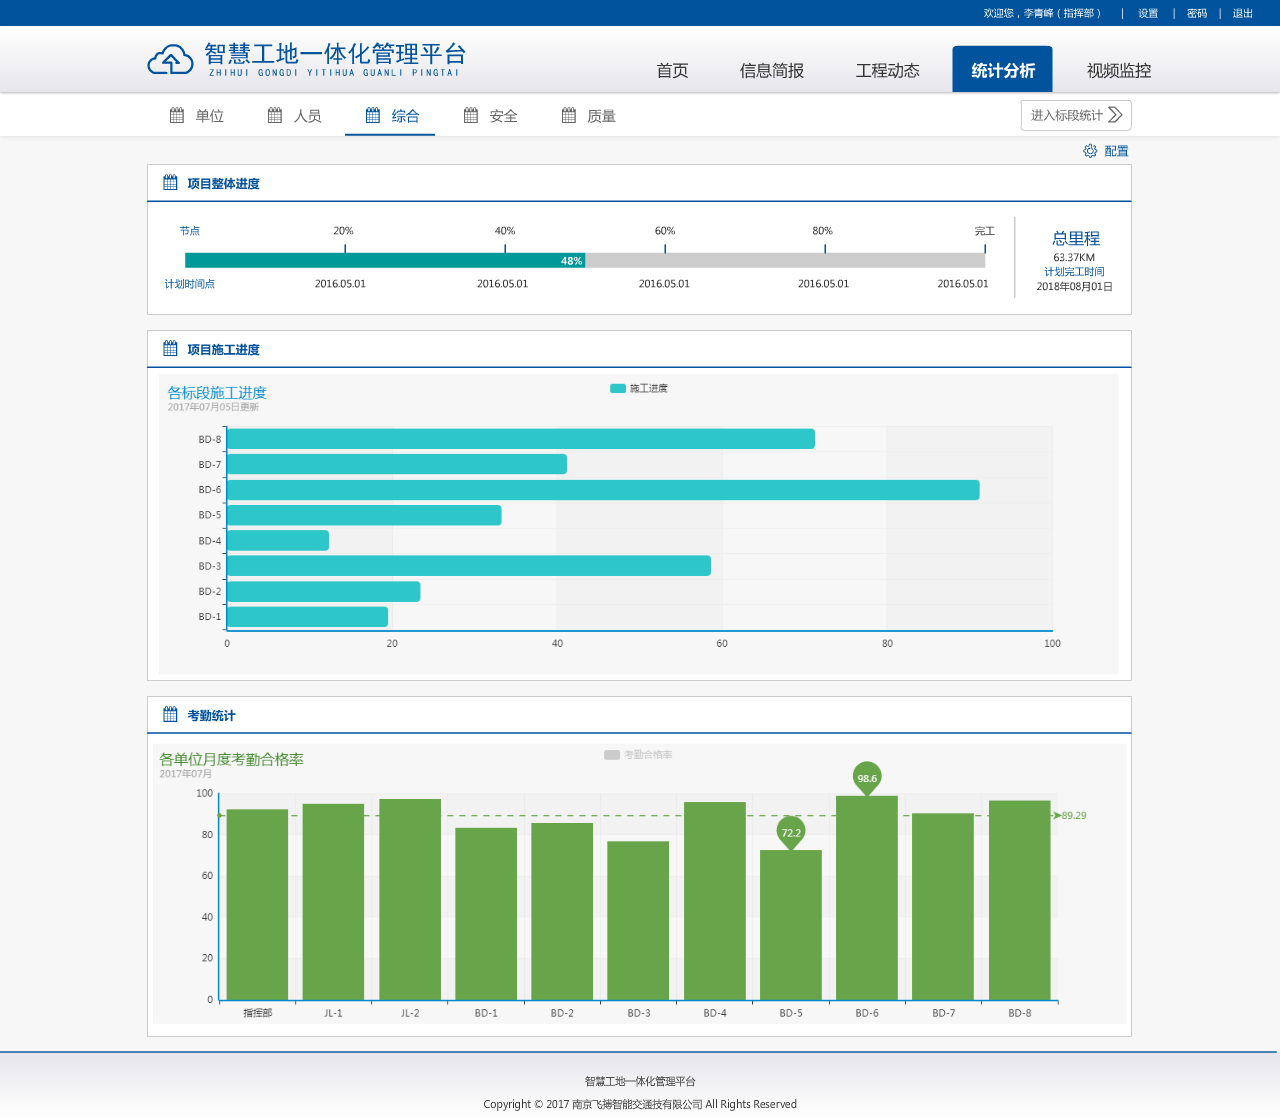 欢迎您，李青峰（指挥部） | 设置 | 密码 | 退出
智慧工地一体化管理平台
ZHIHUI GONGDI YITIHUA GUANLI PINGTAI
首页 信息简报 工程动态 统计分析 视频监控
单位 人员 综合 安全 质量 进入标段统计
配置
项目整体进度
节点 20% 40% 60% 80% 完工
48%
计划时间点 2016.05.01 2016.05.01 2016.05.01 2016.05.01 2016.05.01
总里程
63.37KM
计划完工时间
2018年08月01日
项目施工进度
各标段施工进度
2017年07月05日更新
施工进度
BD-8
BD-7
BD-6
BD-5
BD-4
BD-3
BD-2
BD-1
0 20 40 60 80 100
考勤统计
各单位月度考勤合格率
2017年07月
考勤合格率
98.6
72.2
89.29
100
80
60
40
20
0
指挥部 JL-1 JL-2 BD-1 BD-2 BD-3 BD-4 BD-5 BD-6 BD-7 BD-8
智慧工地一体化管理平台
Copyright © 2017 南京飞搏智能交通技有限公司 All Rights Reserved